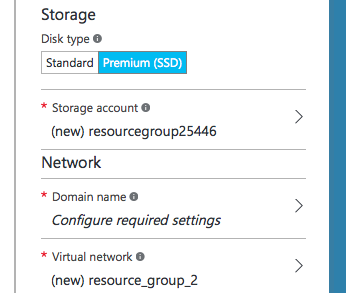 Storage
Disk type
Standard Premium (SSD)
* Storage account
(new) resourcegroup25446
Network
* Domain name
Configure required settings
* Virtual network
(new) resource_group_2